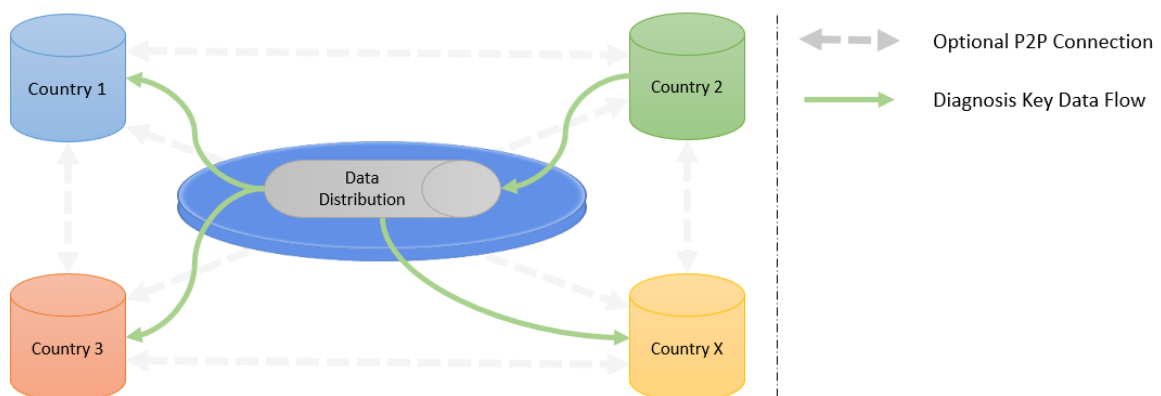 Country 1
Country 2
Data
Distribution
Country 3
Country X
Optional P2P Connection
Diagnosis Key Data Flow